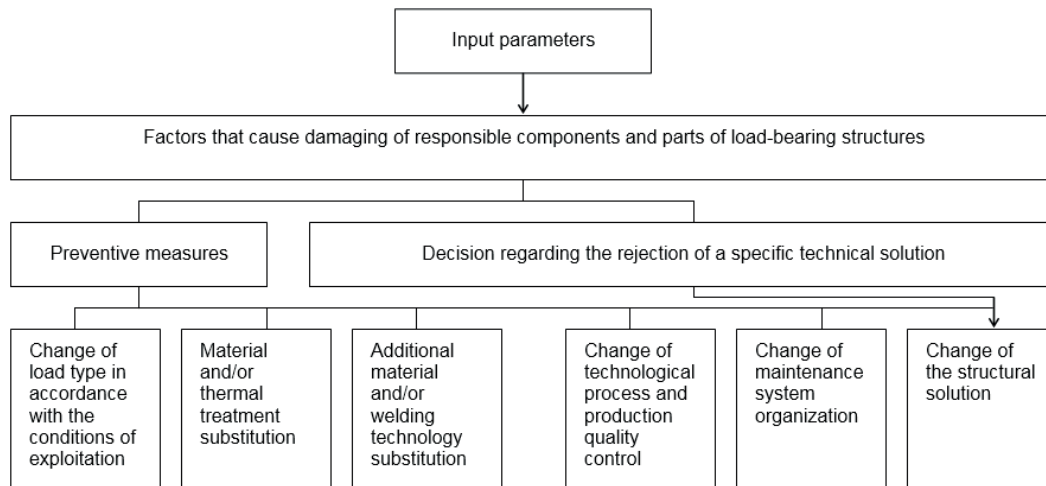 Input parameters
Factors that cause damaging of responsible components and parts of load-bearing structures
Preventive measures
Decision regarding the rejection of a specific technical solution
Change of
load type in
accordance
with the
conditions of
exploitation
Material
and/or
thermal
treatment
substitution
Additional
material
and/or
welding
technology
substitution
Change of
technological
process and
production
quality
control
Change of
maintenance
system
organization
Change of
the structural
solution